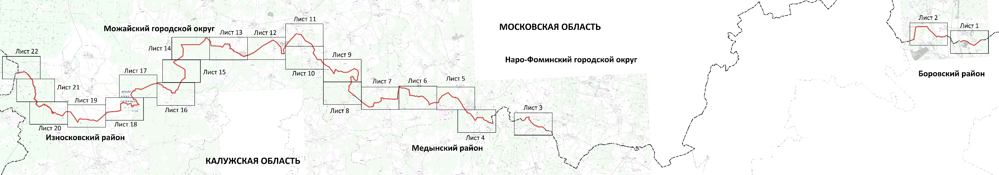 Лист 11
Лист 2
МОСКОВСКАЯ ОБЛАСТЬ
Лист 1
Можайский городской округ
Лист 13
Лист 12
Лист 14
Лист 22
Лист 9
Наро-Фоминский городской округ
Лист 17
Лист 15
Лист 10
Боровский район
Лист 21
Лист 7
Лист 6
Лист 5
Лист 19
Лист 16
Лист 8
Лист 3
Лист 20
Лист 18
Износковский район
Лист 4
Медынский район
КАЛУЖСКАЯ ОБЛАСТЬ